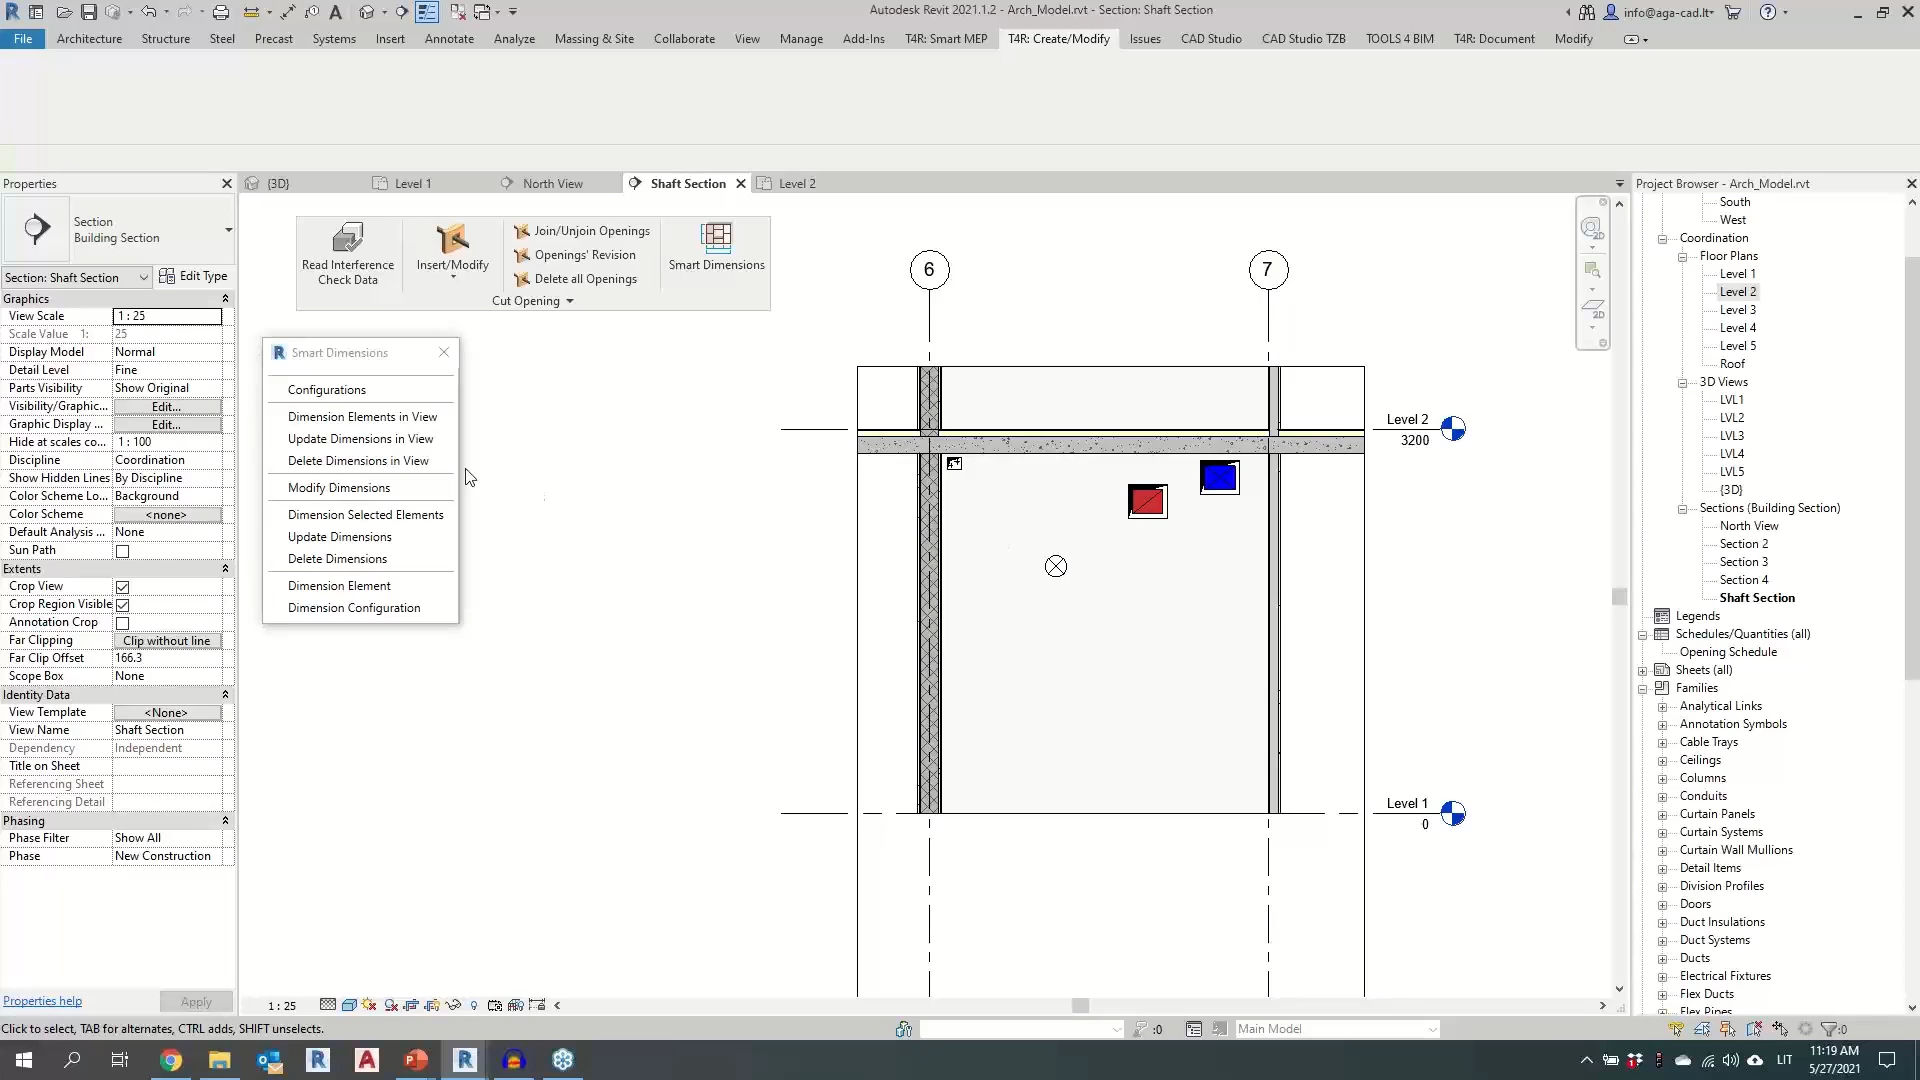 Autodesk Revit 2021.1.2 - Arch_Model.rvt - Section: Shaft Section
info@aga-cad.lt
File Architecture Structure Steel Precast Systems Insert Annotate Analyze Massing & Site Collaborate View Manage Add-Ins T4R: Smart MEP T4R: Create/Modify Issues CAD Studio CAD Studio TZB TOOLS 4 BIM T4R: Document Modify
Properties
{3D} Level 1 North View Shaft Section Level 2
Project Browser - Arch_Model.rvt
Section
Building Section
Section: Shaft Section Edit Type
Graphics
View Scale 1 : 25
Scale Value 1: 25
Display Model Normal
Detail Level Fine
Parts Visibility Show Original
Visibility/Graphic... Edit...
Graphic Display ... Edit...
Hide at scales co... 1 : 100
Discipline Coordination
Show Hidden Lines By Discipline
Color Scheme Lo... Background
Color Scheme <none>
Default Analysis ... None
Sun Path
Extents
Crop View
Crop Region Visible
Annotation Crop
Far Clipping Clip without line
Far Clip Offset 166.3
Scope Box None
Identity Data
View Template <None>
View Name Shaft Section
Dependency Independent
Title on Sheet
Referencing Sheet
Referencing Detail
Phasing
Phase Filter Show All
Phase New Construction
Properties help Apply
Read Interference
Check Data
Insert/Modify
Join/Unjoin Openings
Openings' Revision
Delete all Openings
Smart Dimensions
Cut Opening
Smart Dimensions
Configurations
Dimension Elements in View
Update Dimensions in View
Delete Dimensions in View
Modify Dimensions
Dimension Selected Elements
Update Dimensions
Delete Dimensions
Dimension Element
Dimension Configuration
6 7
Level 2
3200
Level 1
0
2D
2D
South
West
Coordination
Floor Plans
Level 1
Level 2
Level 3
Level 4
Level 5
Roof
3D Views
LVL1
LVL2
LVL3
LVL4
LVL5
{3D}
Sections (Building Section)
North View
Section 2
Section 3
Section 4
Shaft Section
Legends
Schedules/Quantities (all)
Opening Schedule
Sheets (all)
Families
Analytical Links
Annotation Symbols
Cable Trays
Ceilings
Columns
Conduits
Curtain Panels
Curtain Systems
Curtain Wall Mullions
Detail Items
Division Profiles
Doors
Duct Insulations
Duct Systems
Ducts
Electrical Fixtures
Flex Ducts
Flex Pipes
1 : 25
Click to select, TAB for alternates, CTRL adds, SHIFT unselects.
:0 Main Model :0
LIT
11:19 AM
5/27/2021